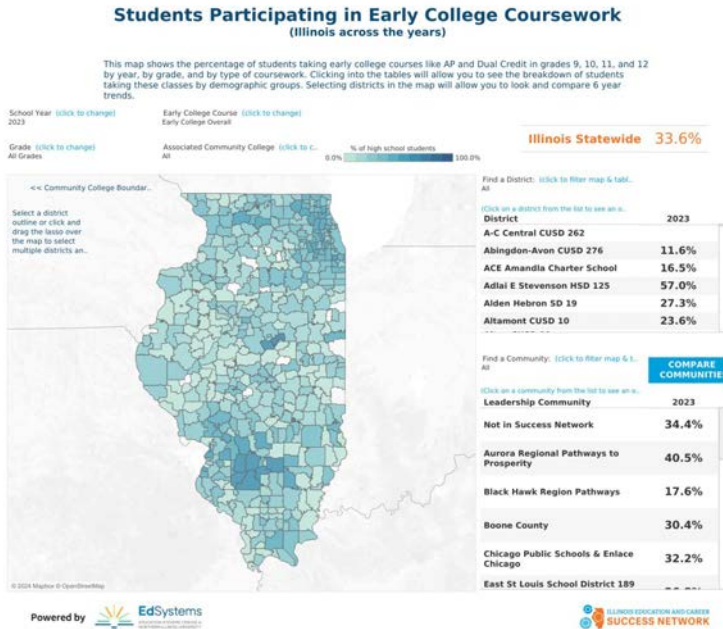 Students Participating in Early College Coursework
(Illinois across the years)
This map shows the percentage of students taking early college courses like AP and Dual Credit in grades 9, 10, 11, and 12
by year, by grade, and by type of coursework. Clicking into the tables will allow you to see the breakdown of students
taking these classes by demographic groups. Selecting districts in the map will allow you to look and compare 6 year
trends.
School Year (click to change)
2023
Early College Course (click to change)
Early College Overall
Grade (click to change)
All Grades
Associated Community College (click to c..
All
% of high school students
0.0% 100.0%
Illinois Statewide 33.6%
<< Community College Boundar..
Select a district
outline or click and
drag the lasso over
the map to select
multiple districts an..
© 2024 Mapbox © OpenStreetMap
Find a District: (click to filter map & tabl..
All
(Click on a district from the list to see an o..
District 2023
A-C Central CUSD 262
Abingdon-Avon CUSD 276 11.6%
ACE Amandla Charter School 16.5%
Adlai E Stevenson HSD 125 57.0%
Alden Hebron SD 19 27.3%
Altamont CUSD 10 23.6%
Find a Community: (click to filter map & t..
All
COMPARE
COMMUNITIE
(Click on a community from the list to see an o..
Leadership Community 2023
Not in Success Network 34.4%
Aurora Regional Pathways to
Prosperity 40.5%
Black Hawk Region Pathways 17.6%
Boone County 30.4%
Chicago Public Schools & Enlace
Chicago 32.2%
East St Louis School District 189
Powered by
EdSystems
ILLINOIS EDUCATION AND CAREER
SUCCESS NETWORK